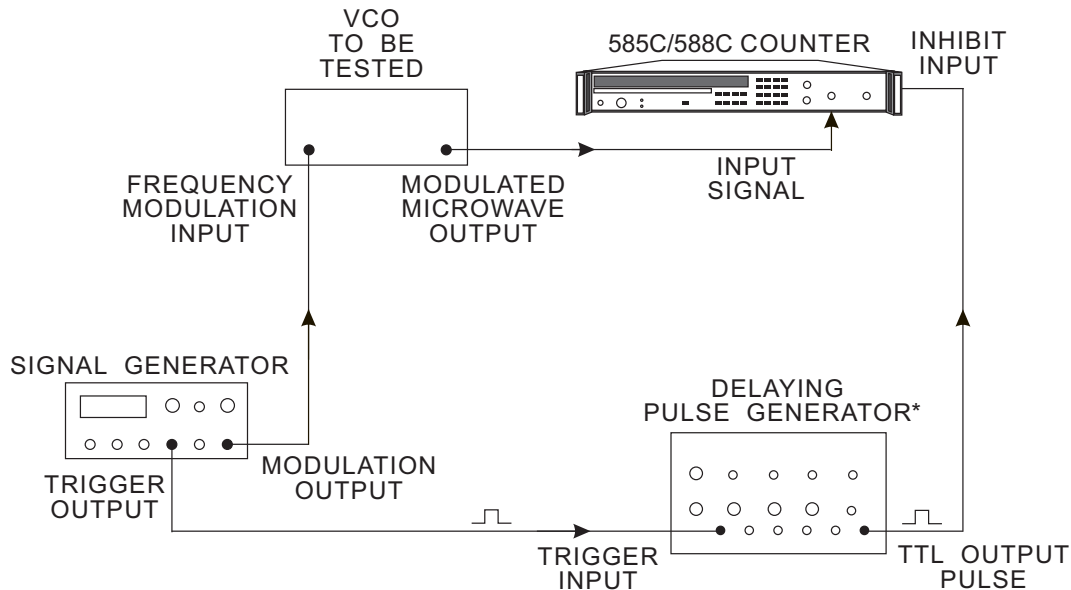 VCO
TO BE
TESTED
585C/588C COUNTER
INHIBIT
INPUT
FREQUENCY
MODULATION
INPUT
MODULATED
MICROWAVE
OUTPUT
INPUT
SIGNAL
SIGNAL GENERATOR
DELAYING
PULSE GENERATOR*
TRIGGER
OUTPUT
MODULATION
OUTPUT
TRIGGER
INPUT
TTL OUTPUT
PULSE